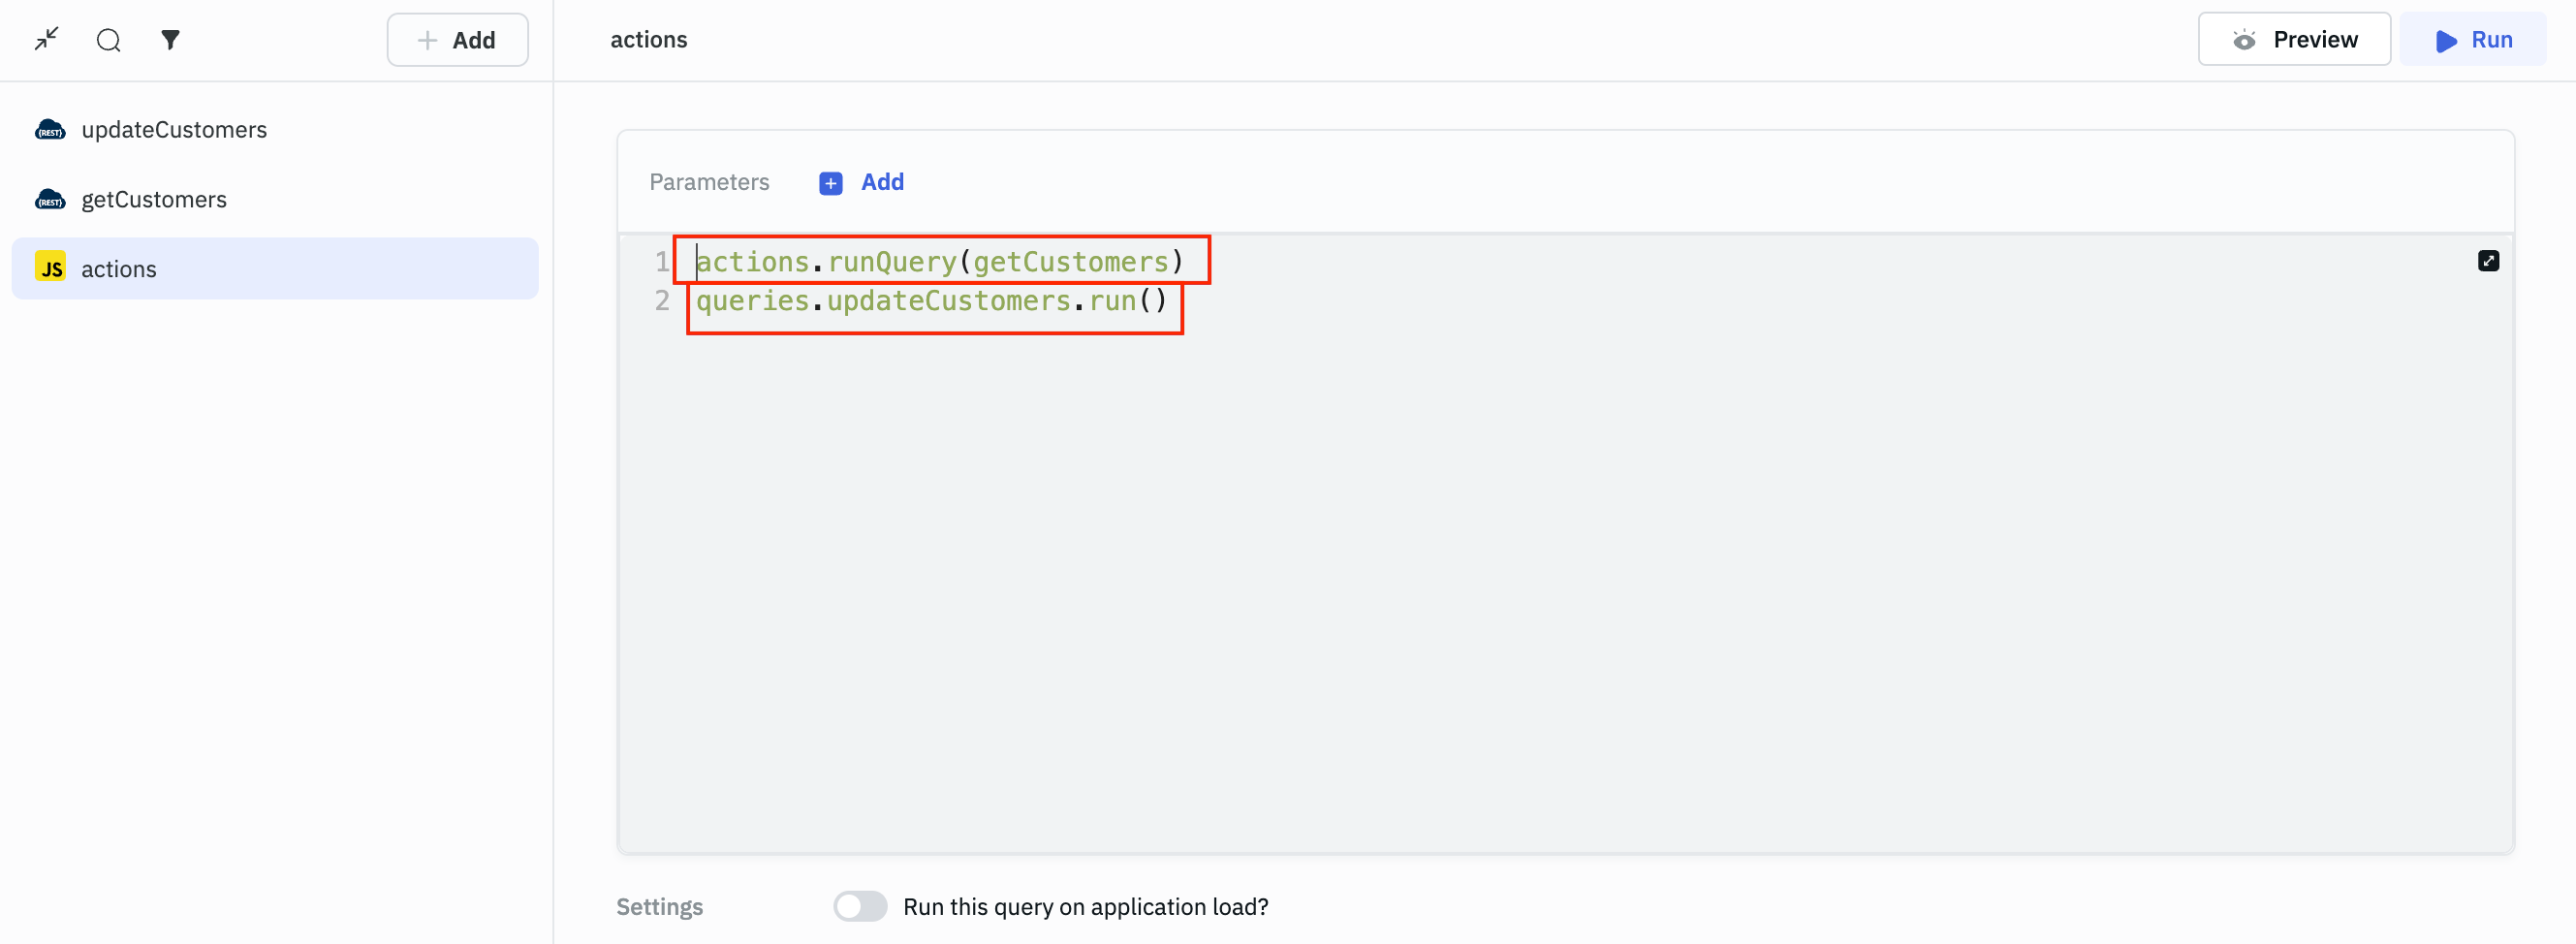 Add
actions
Preview
Run
{REST} updateCustomers
{REST} getCustomers
JS actions
Parameters
Add
1 actions.runQuery(getCustomers)
2 queries.updateCustomers.run()
Settings
Run this query on application load?